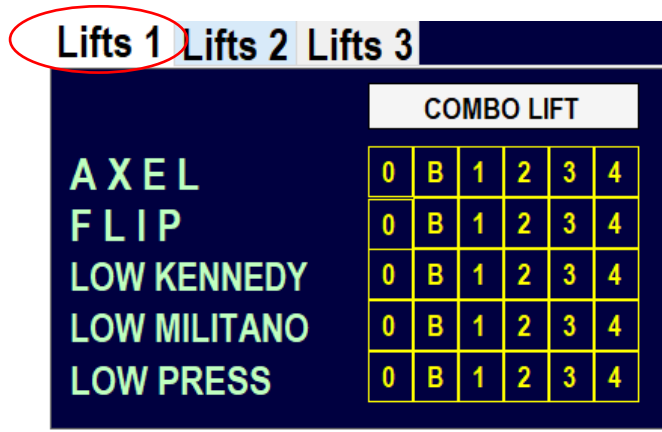 Lifts 1 Lifts 2 Lifts 3
COMBO LIFT
AXEL 0 B 1 2 3 4
FLIP 0 B 1 2 3 4
LOW KENNEDY 0 B 1 2 3 4
LOW MILITANO 0 B 1 2 3 4
LOW PRESS 0 B 1 2 3 4